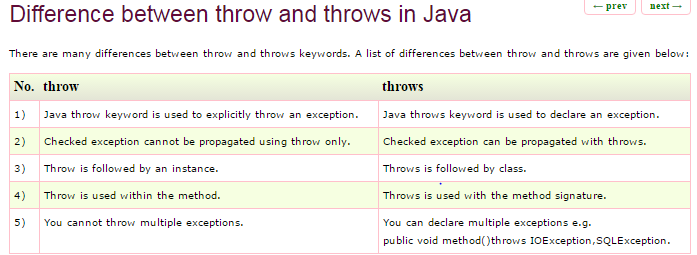 Difference between throw and throws in Java
← prev next →
There are many differences between throw and throws keywords. A list of differences between throw and throws are given below:
No. throw throws
1) Java throw keyword is used to explicitly throw an exception. Java throws keyword is used to declare an exception.
2) Checked exception cannot be propagated using throw only. Checked exception can be propagated with throws.
3) Throw is followed by an instance. Throws is followed by class.
4) Throw is used within the method. Throws is used with the method signature.
5) You cannot throw multiple exceptions. You can declare multiple exceptions e.g.
public void method()throws IOException,SQLException.